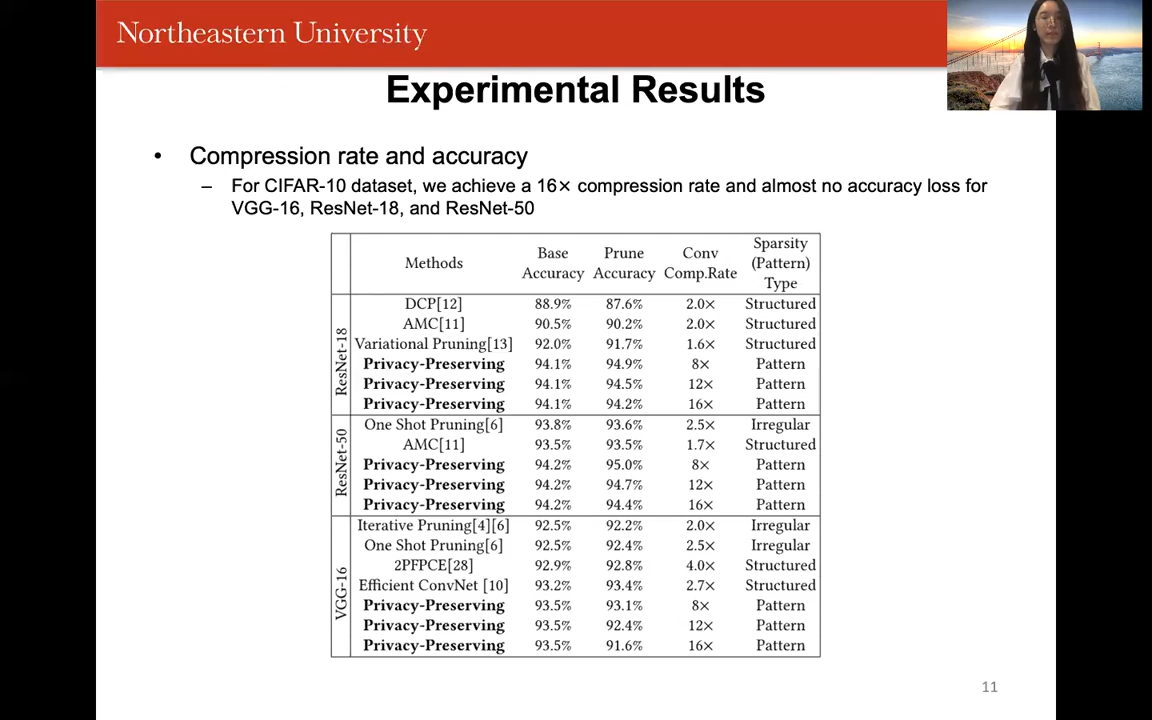 Northeastern University
Experimental Results
• Compression rate and accuracy
– For CIFAR-10 dataset, we achieve a 16× compression rate and almost no accuracy loss for
VGG-16, ResNet-18, and ResNet-50
Methods Base Accuracy Prune Accuracy Conv Comp.Rate Sparsity (Pattern) Type
ResNet-18
DCP[12] 88.9% 87.6% 2.0× Structured
AMC[11] 90.5% 90.2% 2.0× Structured
Variational Pruning[13] 92.0% 91.7% 1.6× Structured
Privacy-Preserving 94.1% 94.9% 8× Pattern
Privacy-Preserving 94.1% 94.5% 12× Pattern
Privacy-Preserving 94.1% 94.2% 16× Pattern
ResNet-50
One Shot Pruning[6] 93.8% 93.6% 2.5× Irregular
AMC[11] 93.5% 93.5% 1.7× Structured
Privacy-Preserving 94.2% 95.0% 8× Pattern
Privacy-Preserving 94.2% 94.7% 12× Pattern
Privacy-Preserving 94.2% 94.4% 16× Pattern
VGG-16
Iterative Pruning[4][6] 92.5% 92.2% 2.0× Irregular
One Shot Pruning[6] 92.5% 92.4% 2.5× Irregular
2PFPCE[28] 92.9% 92.8% 4.0× Structured
Efficient ConvNet [10] 93.2% 93.4% 2.7× Structured
Privacy-Preserving 93.5% 93.1% 8× Pattern
Privacy-Preserving 93.5% 92.4% 12× Pattern
Privacy-Preserving 93.5% 91.6% 16× Pattern
11